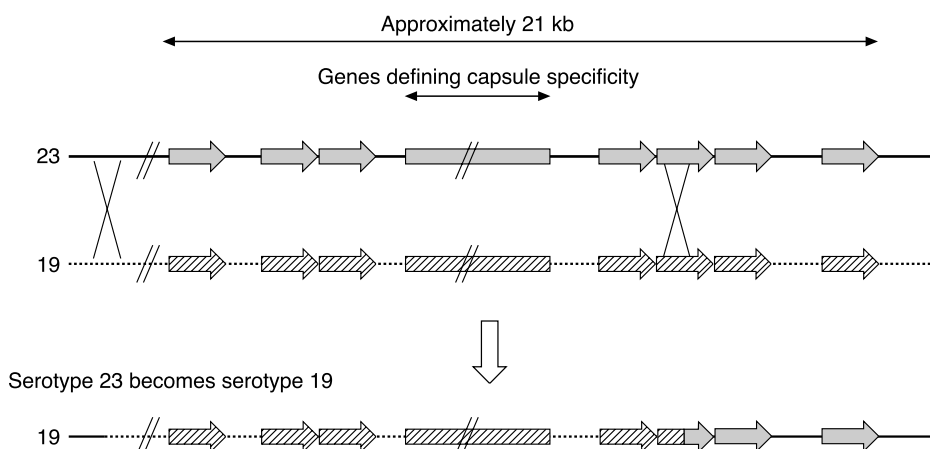 Approximately 21 kb
Genes defining capsule specificity
23
19
Serotype 23 becomes serotype 19
19